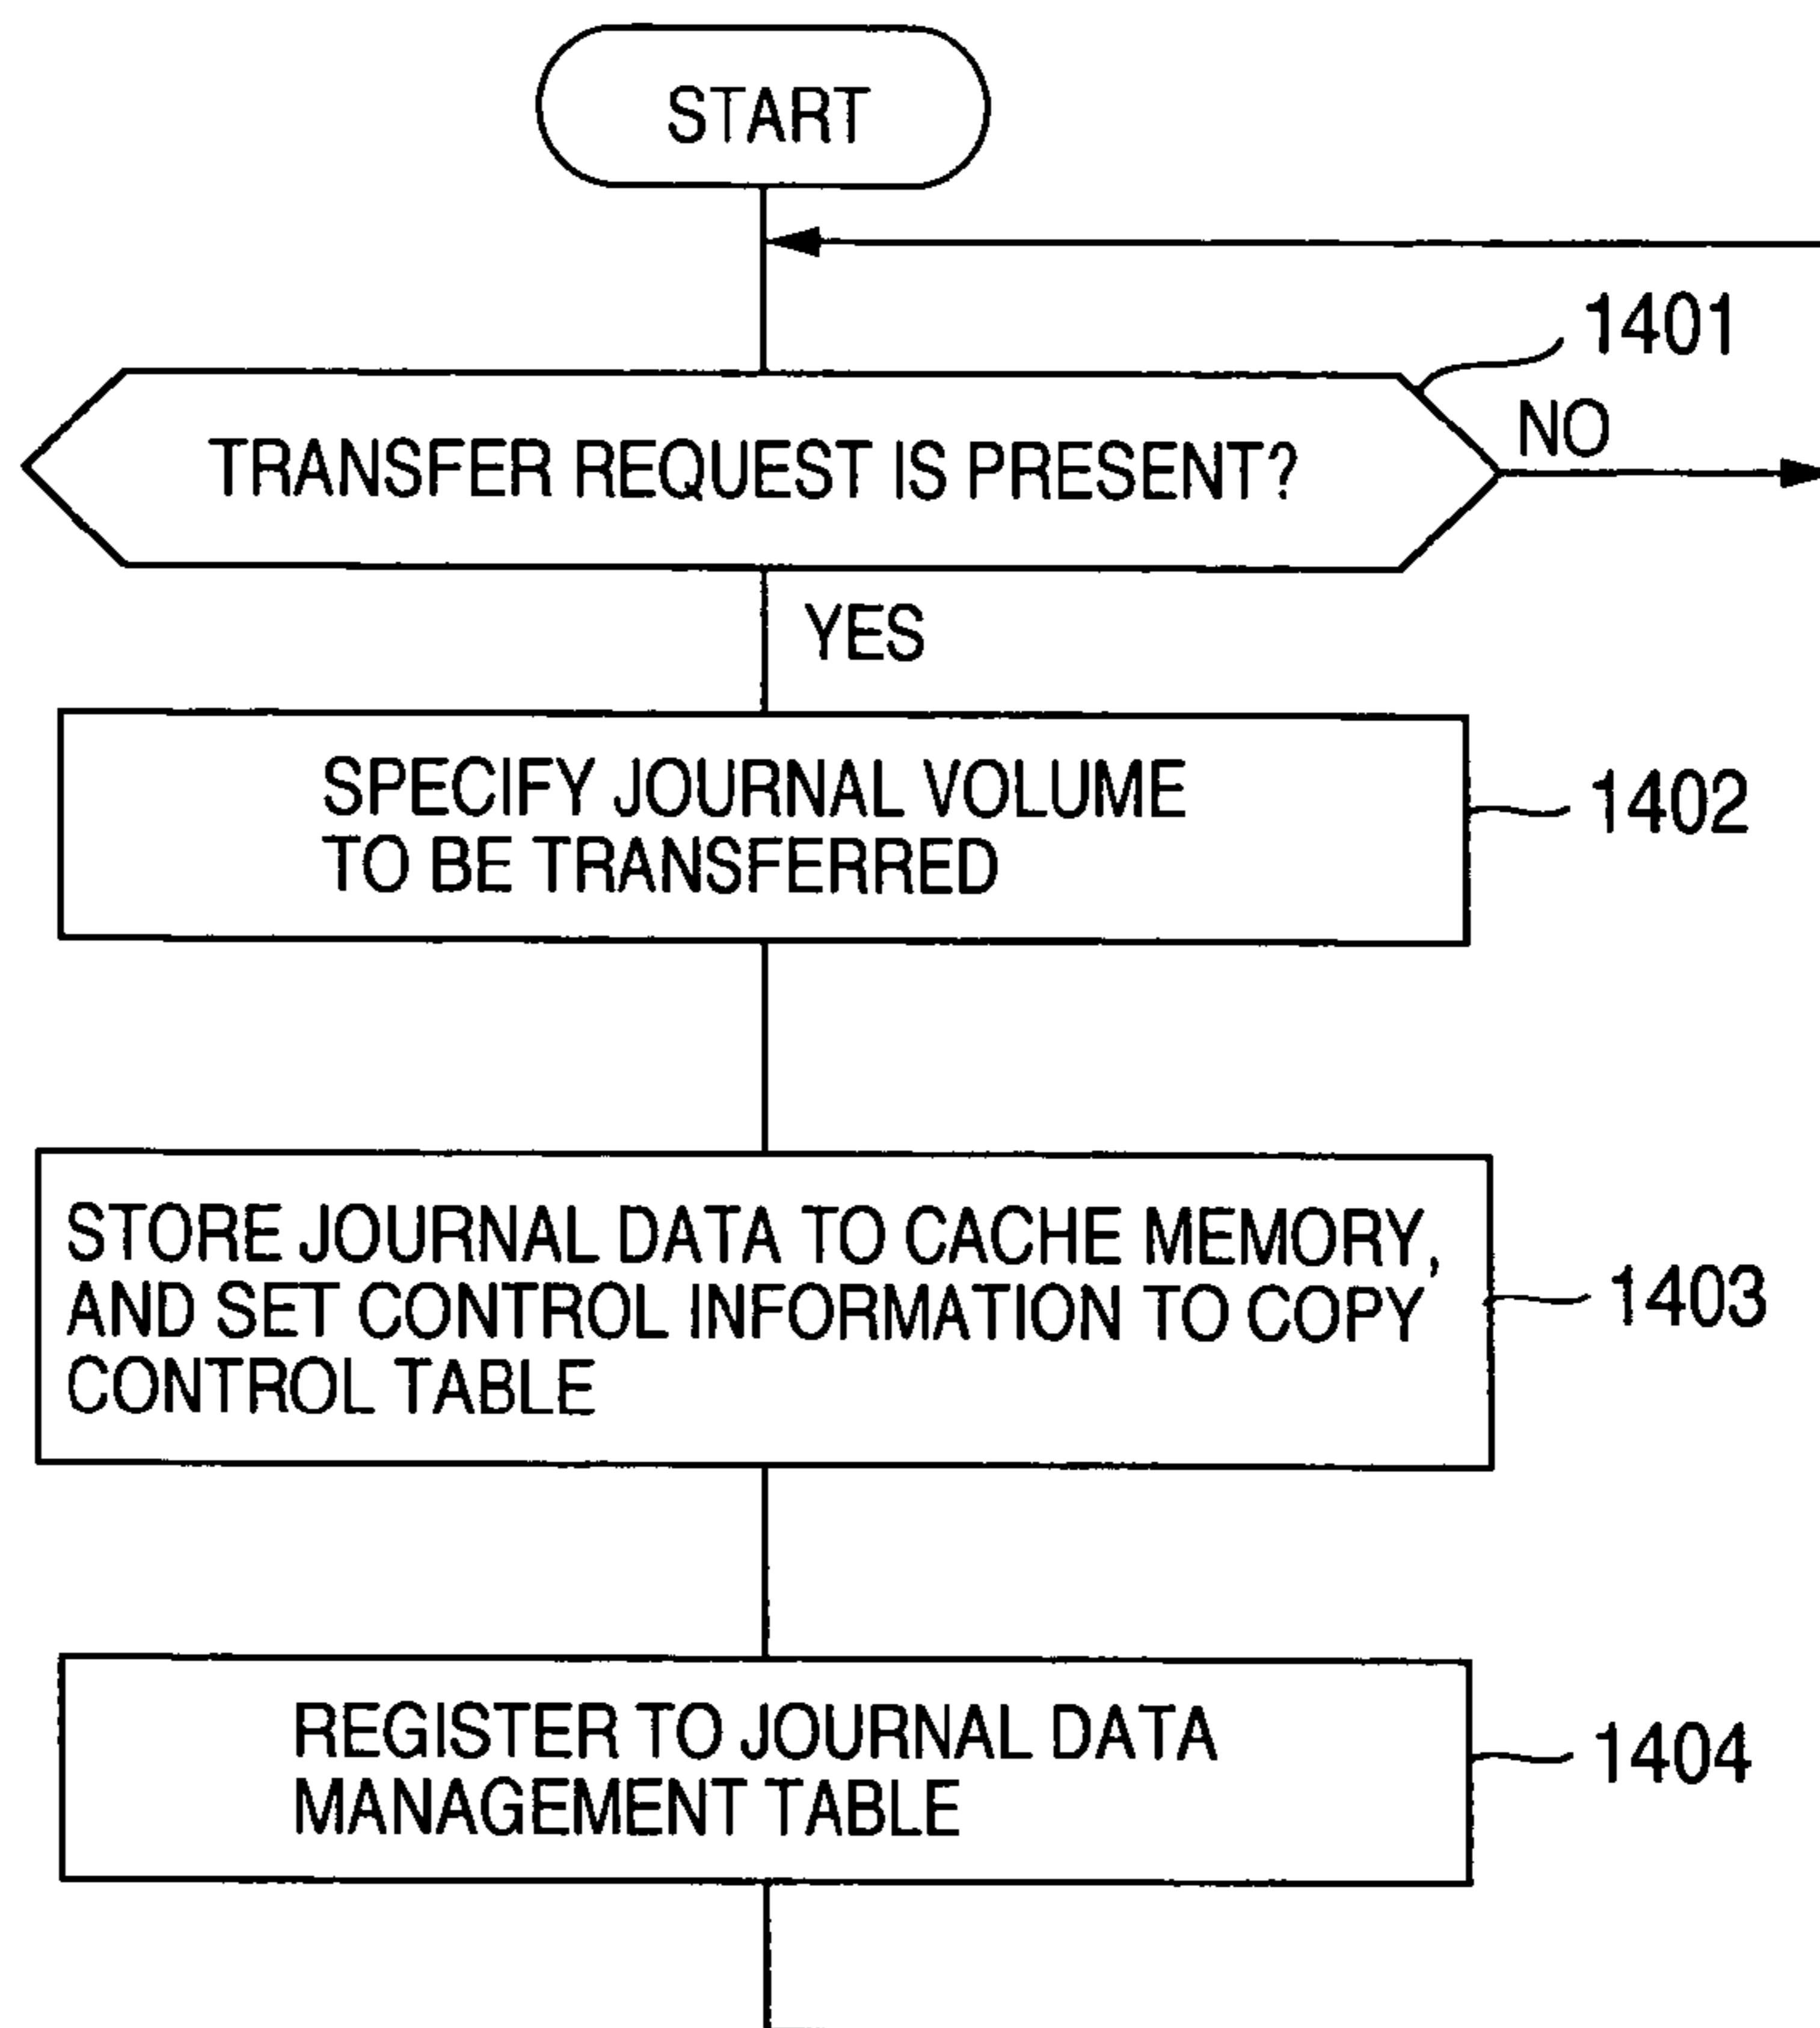 START
1401
TRANSFER REQUEST IS PRESENT?
NO
YES
SPECIFY JOURNAL VOLUME
TO BE TRANSFERRED
1402
STORE JOURNAL DATA TO CACHE MEMORY,
AND SET CONTROL INFORMATION TO COPY
CONTROL TABLE
1403
REGISTER TO JOURNAL DATA
MANAGEMENT TABLE
1404